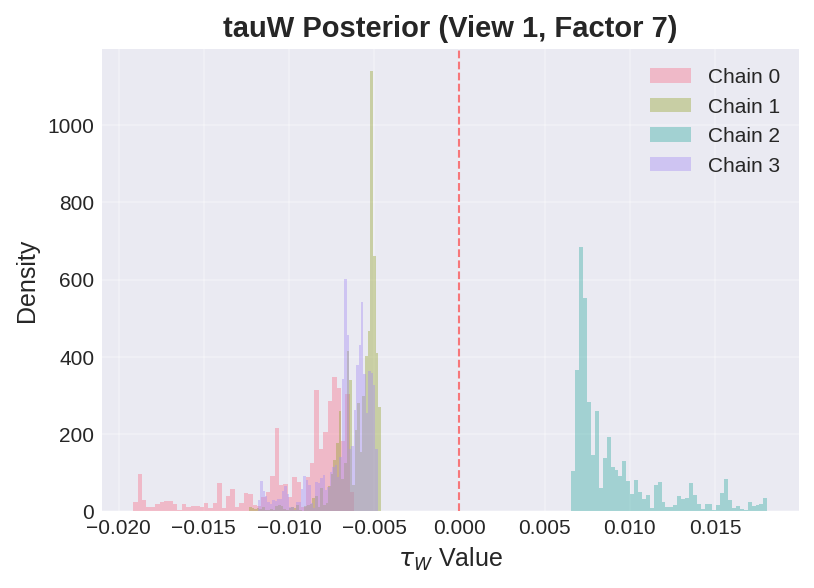 tauW Posterior (View 1, Factor 7)
Chain 0
Chain 1
Chain 2
Chain 3
Density
1000
800
600
400
200
0
−0.020 −0.015 −0.010 −0.005 0.000 0.005 0.010 0.015
τW Value